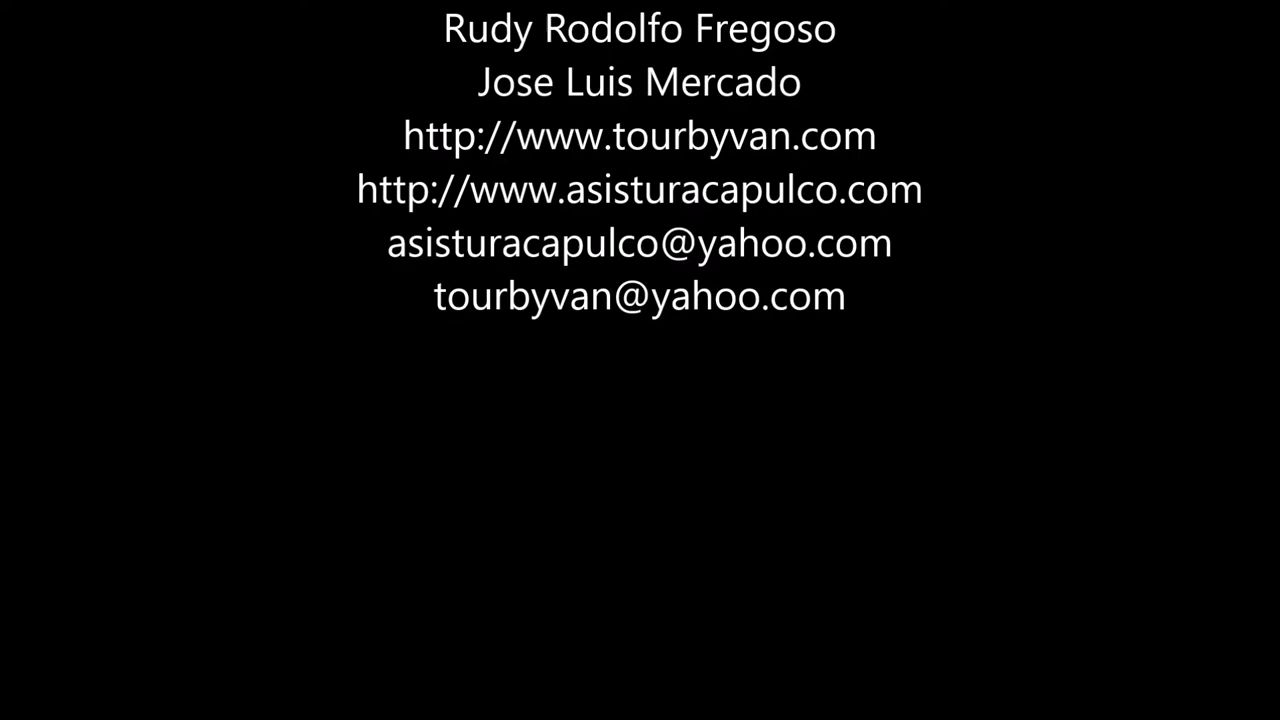 Rudy Rodolfo Fregoso
Jose Luis Mercado
http://www.tourbyvan.com
http://www.asisturacapulco.com
asisturacapulco@yahoo.com
tourbyvan@yahoo.com